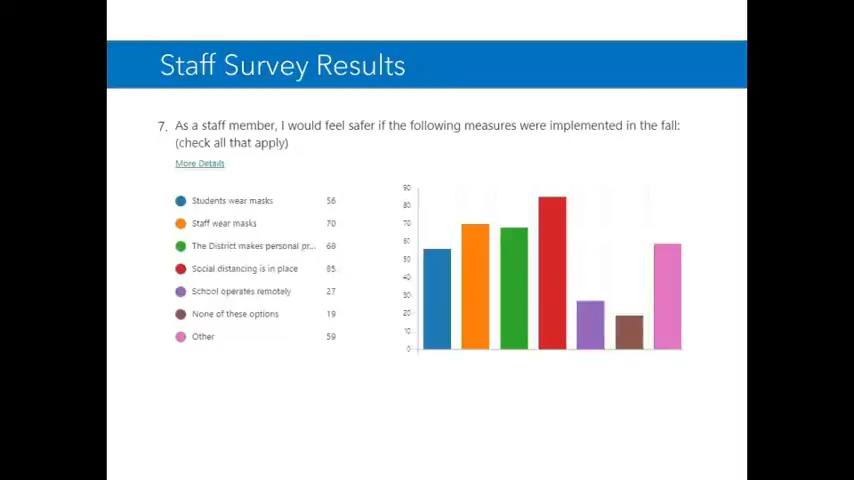 Staff Survey Results
7. As a staff member, I would feel safer if the following measures were implemented in the fall:
(check all that apply)
More Details
Students wear masks 56
Staff wear masks 70
The District makes personal pr... 68
Social distancing is in place 85
School operates remotely 27
None of these options 19
Other 59
90
80
70
60
50
40
30
20
10
0